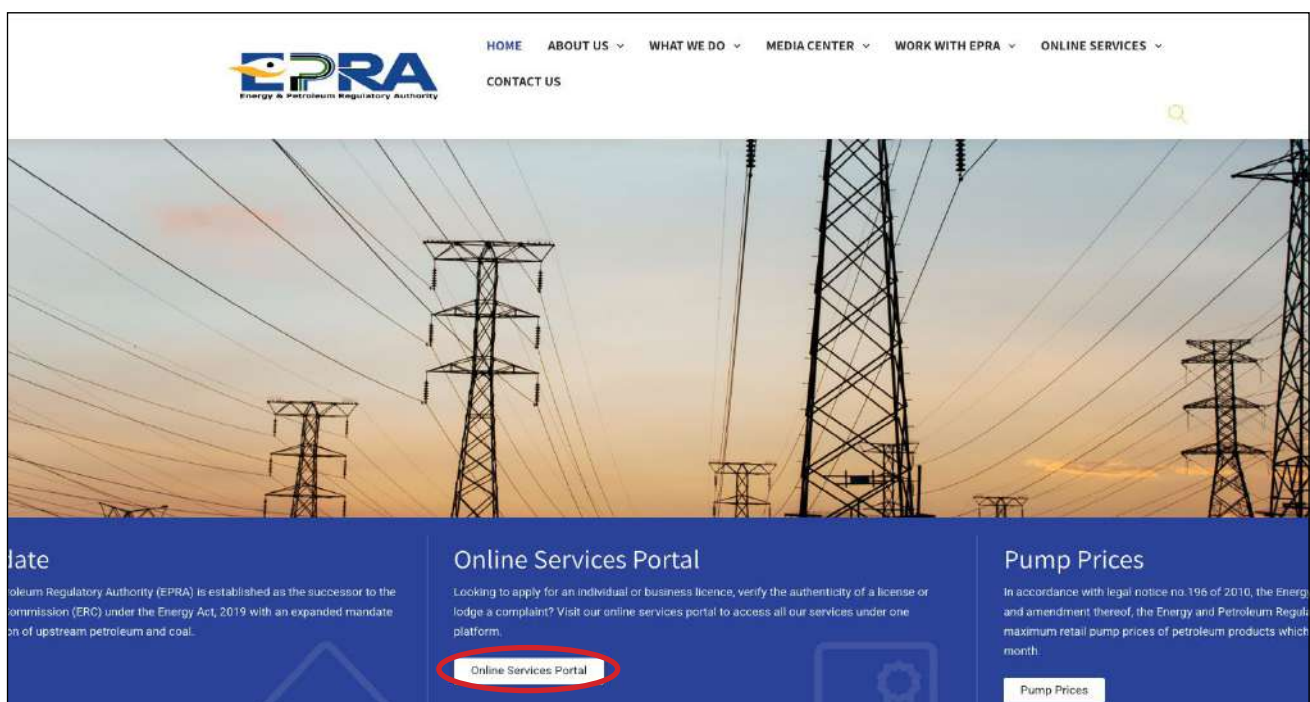 EPRA
Energy & Petroleum Regulatory Authority
HOME ABOUT US WHAT WE DO MEDIA CENTER WORK WITH EPRA ONLINE SERVICES
CONTACT US
date
roleum Regulatory Authority (EPRA) is established as the successor to the
Commission (ERC) under the Energy Act, 2019 with an expanded mandate
on of upstream petroleum and coal.
Online Services Portal
Looking to apply for an individual or business licence, verify the authenticity of a license or
lodge a complaint? Visit our online services portal to access all our services under one
platform.
Online Services Portal
Pump Prices
In accordance with legal notice no.196 of 2010, the Energy
and amendment thereof, the Energy and Petroleum Regula
maximum retail pump prices of petroleum products which
month.
Pump Prices